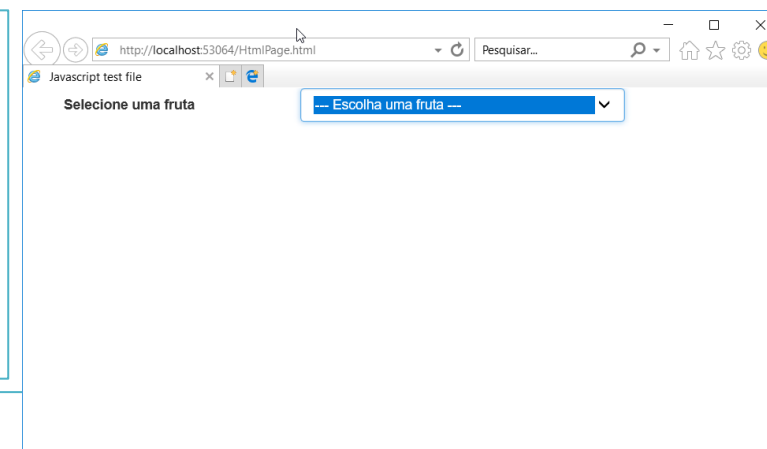 http://localhost:53064/HtmlPage.html
Pesquisar...
Javascript test file
Selecione uma fruta
--- Escolha uma fruta ---